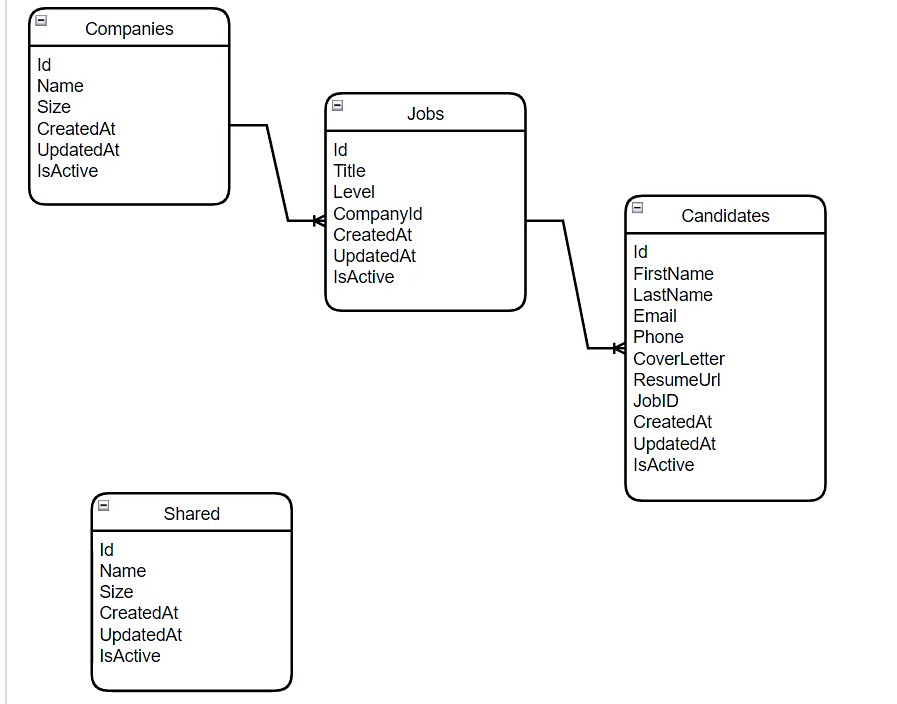 Companies
Id
Name
Size
CreatedAt
UpdatedAt
IsActive
Jobs
Id
Title
Level
CompanyId
CreatedAt
UpdatedAt
IsActive
Candidates
Id
FirstName
LastName
Email
Phone
CoverLetter
ResumeUrl
JobID
CreatedAt
UpdatedAt
IsActive
Shared
Id
Name
Size
CreatedAt
UpdatedAt
IsActive